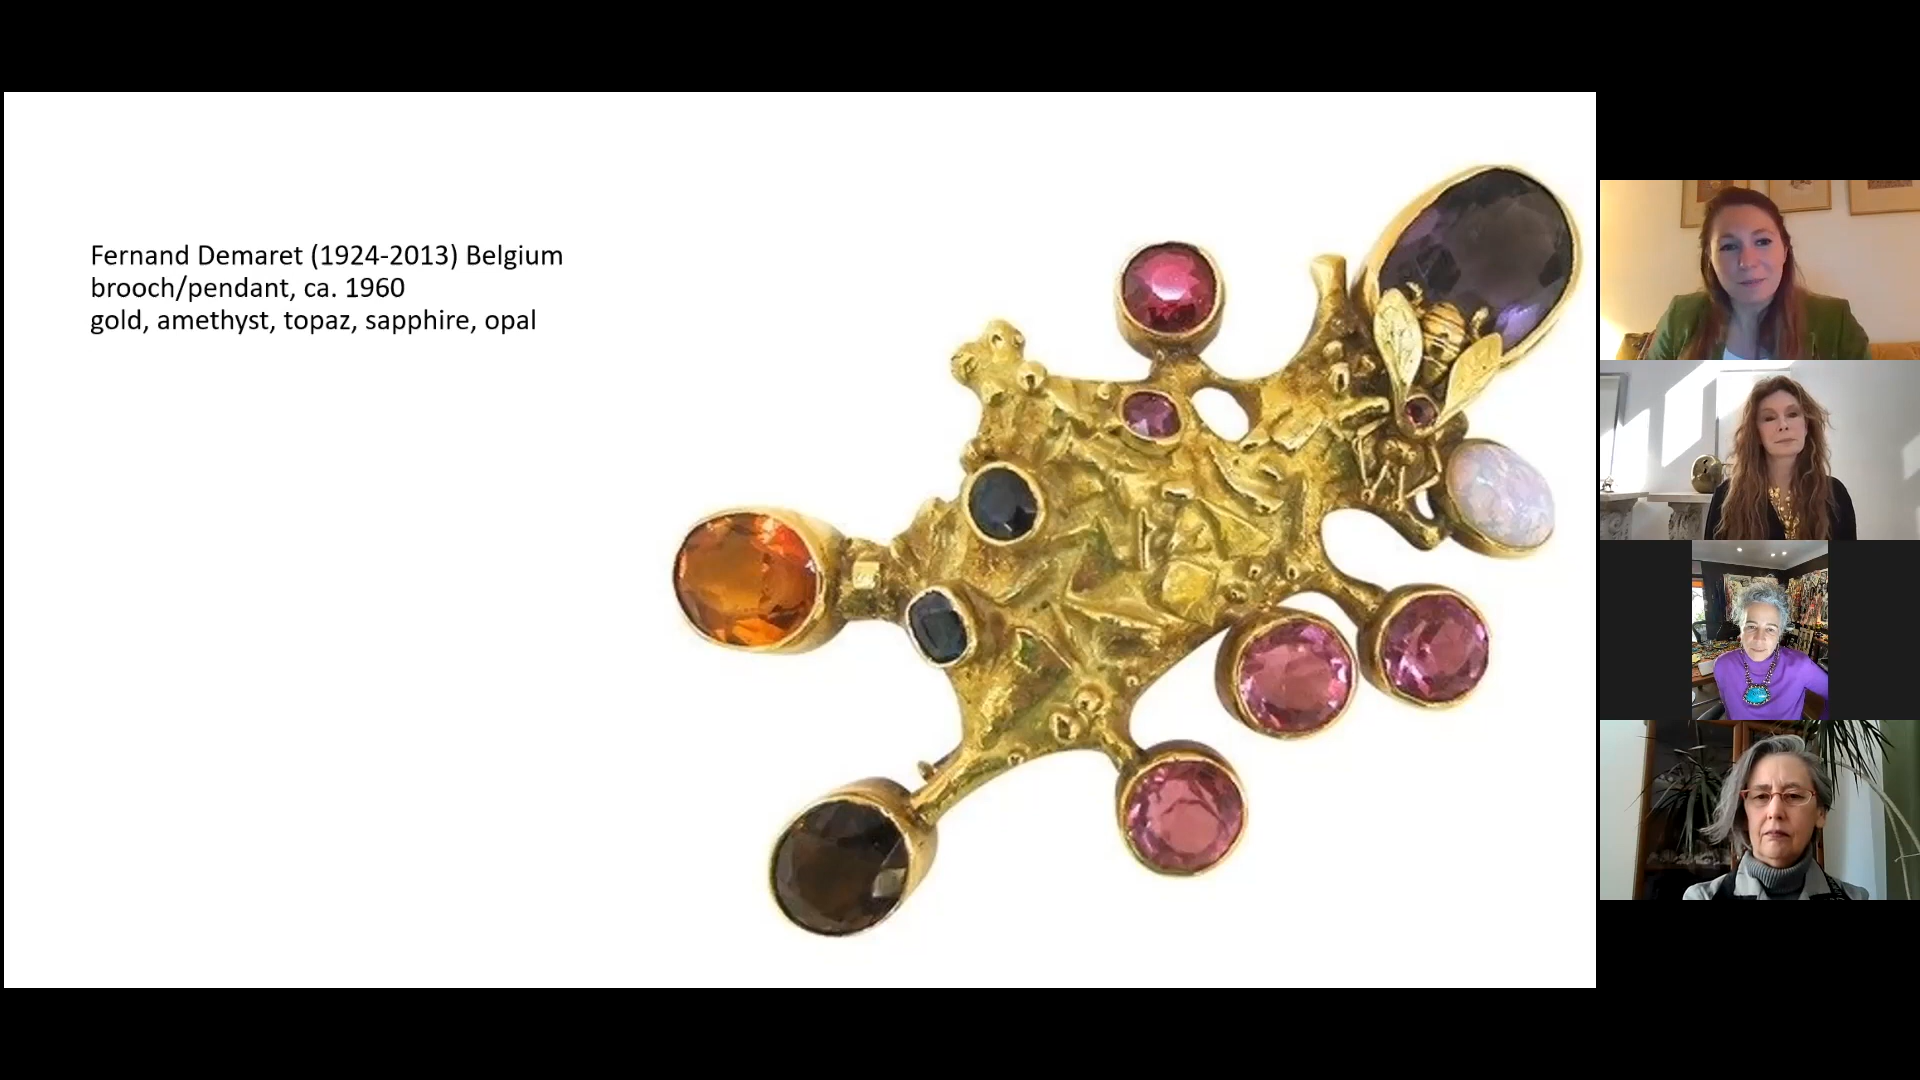 Fernand Demaret (1924-2013) Belgium
brooch/pendant, ca. 1960
gold, amethyst, topaz, sapphire, opal